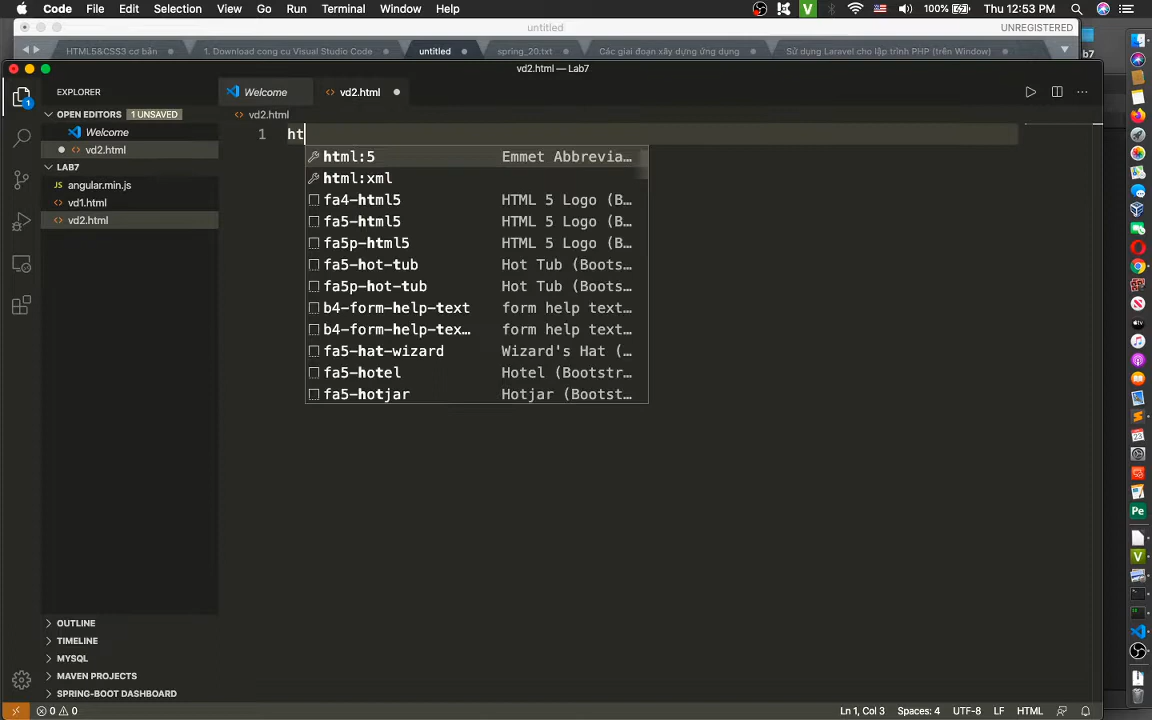 Code File Edit Selection View Go Run Terminal Window Help V 100% Thu 12:53 PM
untitled UNREGISTERED
HTML5&CSS3 cơ bản 1. Download cong cu Visual Studio Code untitled spring_20.txt Các giai đoạn xây dựng ứng dụng Sử dụng Laravel cho lập trình PHP (trên Window) b7
vd2.html — Lab7
EXPLORER Welcome vd2.html
OPEN EDITORS 1 UNSAVED vd2.html
Welcome 1 ht
vd2.html html:5 Emmet Abbrevia…
LAB7 html:xml
angular.min.js fa4-html5 HTML 5 Logo (B…
vd1.html fa5-html5 HTML 5 Logo (B…
vd2.html fa5p-html5 HTML 5 Logo (B…
fa5-hot-tub Hot Tub (Boots…
fa5p-hot-tub Hot Tub (Boots…
b4-form-help-text form help text…
b4-form-help-tex… form help text…
fa5-hat-wizard Wizard's Hat (…
fa5-hotel Hotel (Bootstr…
fa5-hotjar Hotjar (Bootst…
OUTLINE
TIMELINE
MYSQL
MAVEN PROJECTS
SPRING-BOOT DASHBOARD
0 0 Ln 1, Col 3 Spaces: 4 UTF-8 LF HTML